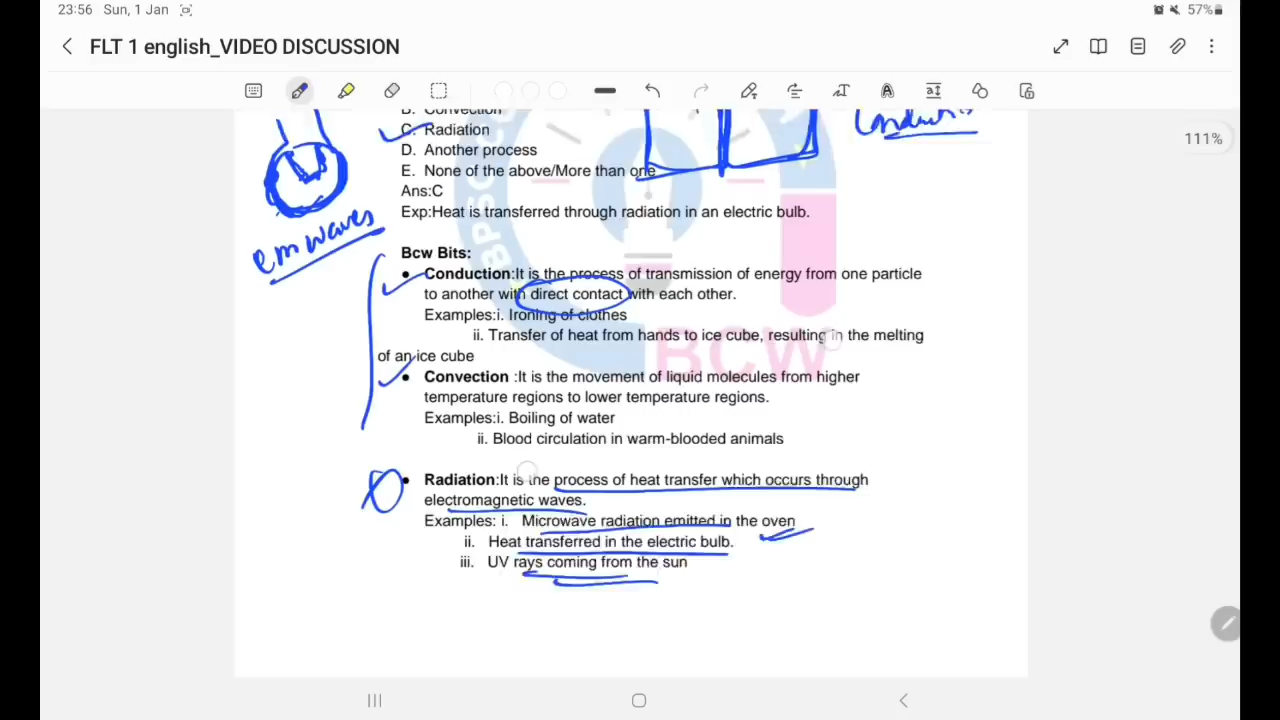 23:56 Sun, 1 Jan
57%
FLT 1 english_VIDEO DISCUSSION
111%
B. Convection
C. Radiation
D. Another process
E. None of the above/More than one
Ans:C
Exp:Heat is transferred through radiation in an electric bulb.
em waves
Bcw Bits:
Conduction:It is the process of transmission of energy from one particle
to another with direct contact with each other.
Examples:i. Ironing of clothes
ii. Transfer of heat from hands to ice cube, resulting in the melting
of an ice cube
Convection :It is the movement of liquid molecules from higher
temperature regions to lower temperature regions.
Examples:i. Boiling of water
ii. Blood circulation in warm-blooded animals
Radiation:It is the process of heat transfer which occurs through
electromagnetic waves.
Examples: i. Microwave radiation emitted in the oven
ii. Heat transferred in the electric bulb.
iii. UV rays coming from the sun
BCW